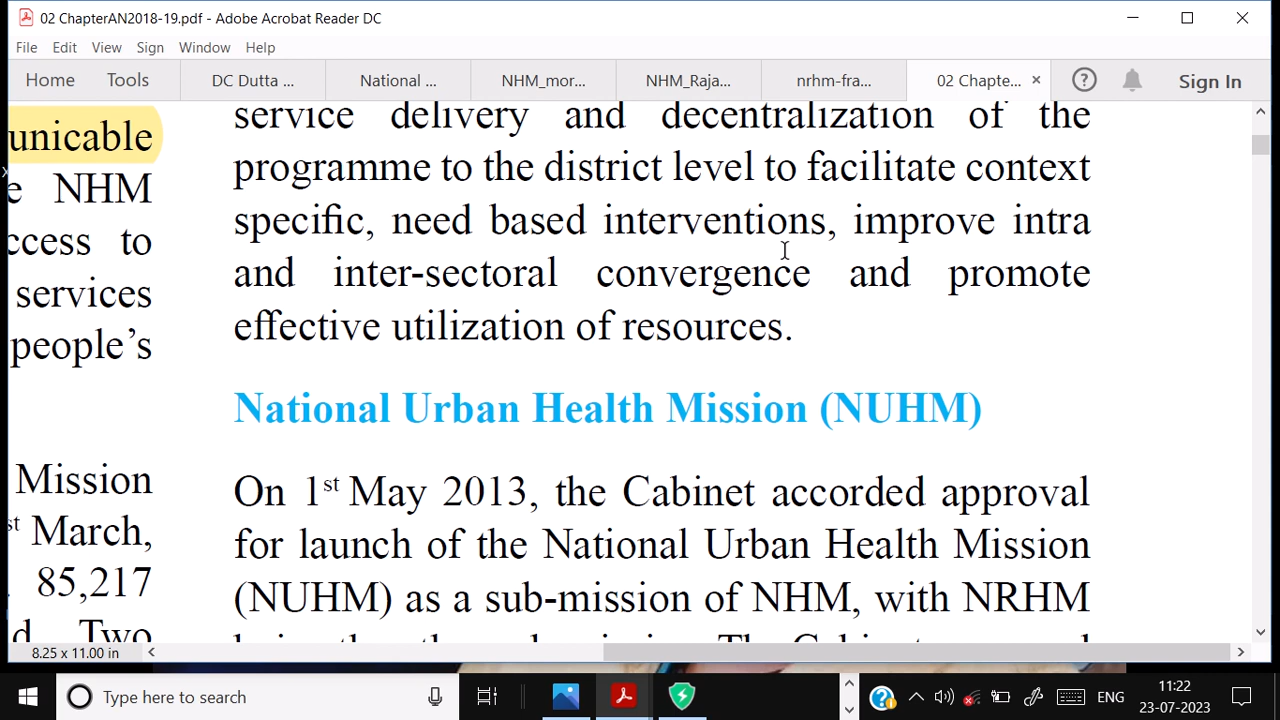 02 ChapterAN2018-19.pdf - Adobe Acrobat Reader DC
File Edit View Sign Window Help
Home Tools DC Dutta ... National ... NHM_mor... NHM_Raja... nrhm-fra... 02 Chapte... × ? Sign In
unicable
e NHM
ccess to
services
people's
Mission
st March,
85,217
d. Two
service delivery and decentralization of the
programme to the district level to facilitate context
specific, need based interventions, improve intra
and inter-sectoral convergence and promote
effective utilization of resources.
National Urban Health Mission (NUHM)
On 1st May 2013, the Cabinet accorded approval
for launch of the National Urban Health Mission
(NUHM) as a sub-mission of NHM, with NRHM
8.25 x 11.00 in
Type here to search
ENG
11:22
23-07-2023